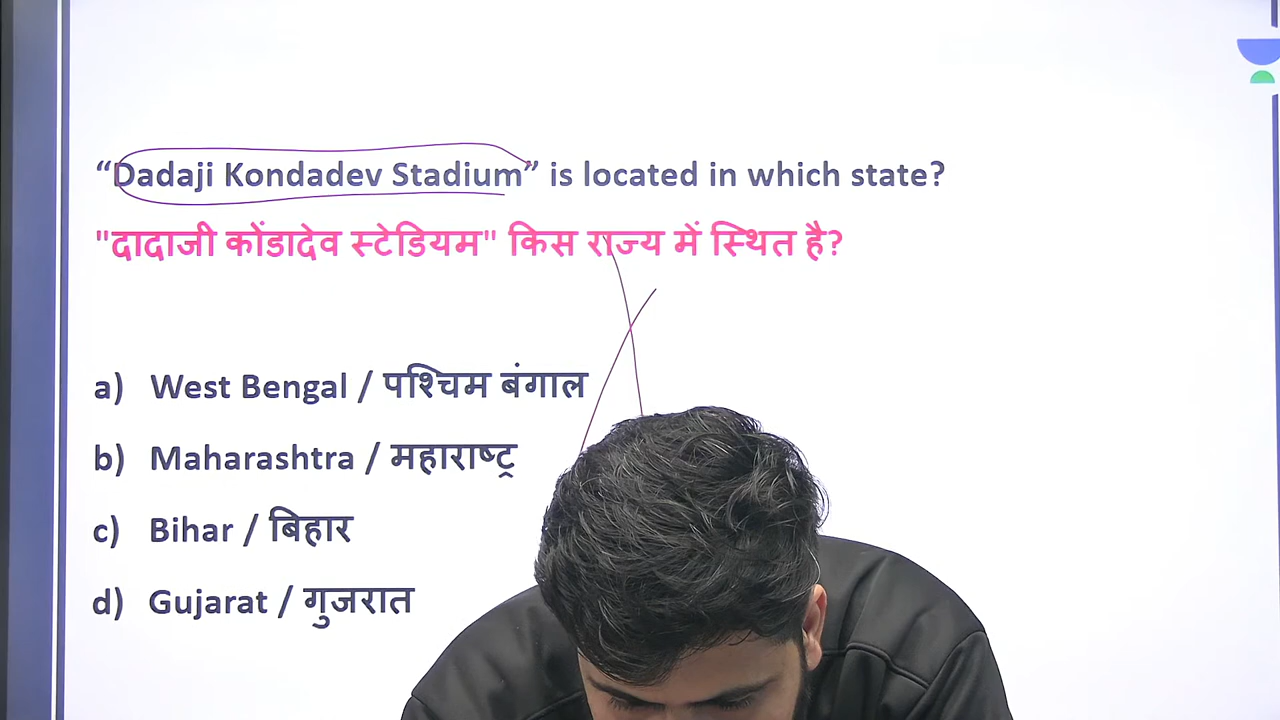 “Dadaji Kondadev Stadium” is located in which state?
"दादाजी कोंडादेव स्टेडियम" किस राज्य में स्थित है?
a) West Bengal / पश्चिम बंगाल
b) Maharashtra / महाराष्ट्र
c) Bihar / बिहार
d) Gujarat / गुजरात